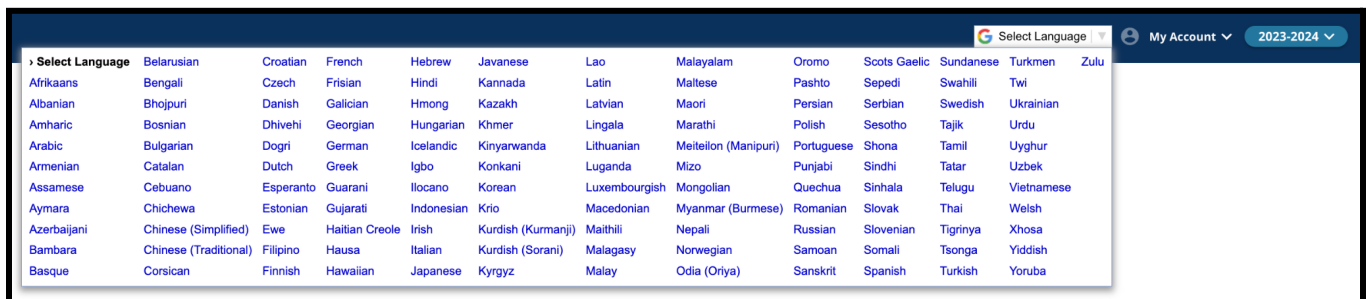 Select Language ▼ My Account 2023-2024
› Select Language Belarusian Croatian French Hebrew Javanese Lao Malayalam Oromo Scots Gaelic Sundanese Turkmen Zulu
Afrikaans Bengali Czech Frisian Hindi Kannada Latin Maltese Pashto Sepedi Swahili Twi
Albanian Bhojpuri Danish Galician Hmong Kazakh Latvian Maori Persian Serbian Swedish Ukrainian
Amharic Bosnian Dhivehi Georgian Hungarian Khmer Lingala Marathi Polish Sesotho Tajik Urdu
Arabic Bulgarian Dogri German Icelandic Kinyarwanda Lithuanian Meiteilon (Manipuri) Portuguese Shona Tamil Uyghur
Armenian Catalan Dutch Greek Igbo Konkani Luganda Mizo Punjabi Sindhi Tatar Uzbek
Assamese Cebuano Esperanto Guarani Ilocano Korean Luxembourgish Mongolian Quechua Sinhala Telugu Vietnamese
Aymara Chichewa Estonian Gujarati Indonesian Krio Macedonian Myanmar (Burmese) Romanian Slovak Thai Welsh
Azerbaijani Chinese (Simplified) Ewe Haitian Creole Irish Kurdish (Kurmanji) Maithili Nepali Russian Slovenian Tigrinya Xhosa
Bambara Chinese (Traditional) Filipino Hausa Italian Kurdish (Sorani) Malagasy Norwegian Samoan Somali Tsonga Yiddish
Basque Corsican Finnish Hawaiian Japanese Kyrgyz Malay Odia (Oriya) Sanskrit Spanish Turkish Yoruba